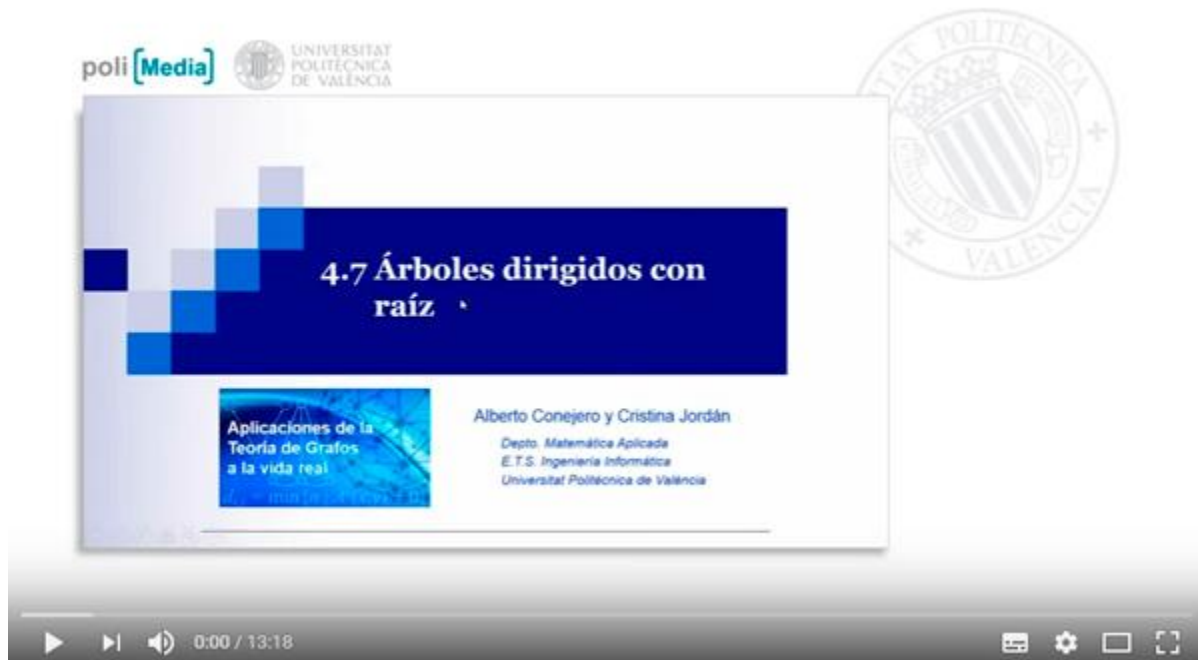 poli[Media]
UNIVERSITAT
POLITÈCNICA
DE VALÈNCIA
4.7 Árboles dirigidos con
raíz
Aplicaciones de la
Teoría de Grafos
a la vida real
Alberto Conejero y Cristina Jordán
Depto. Matemática Aplicada
E.T.S. Ingeniería Informática
Universitat Politécnica de València
0:00 / 13:18